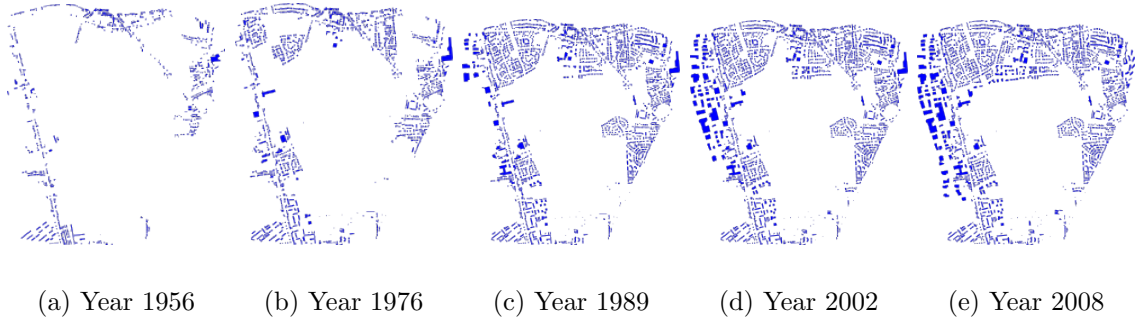 (a) Year 1956
(b) Year 1976
(c) Year 1989
(d) Year 2002
(e) Year 2008